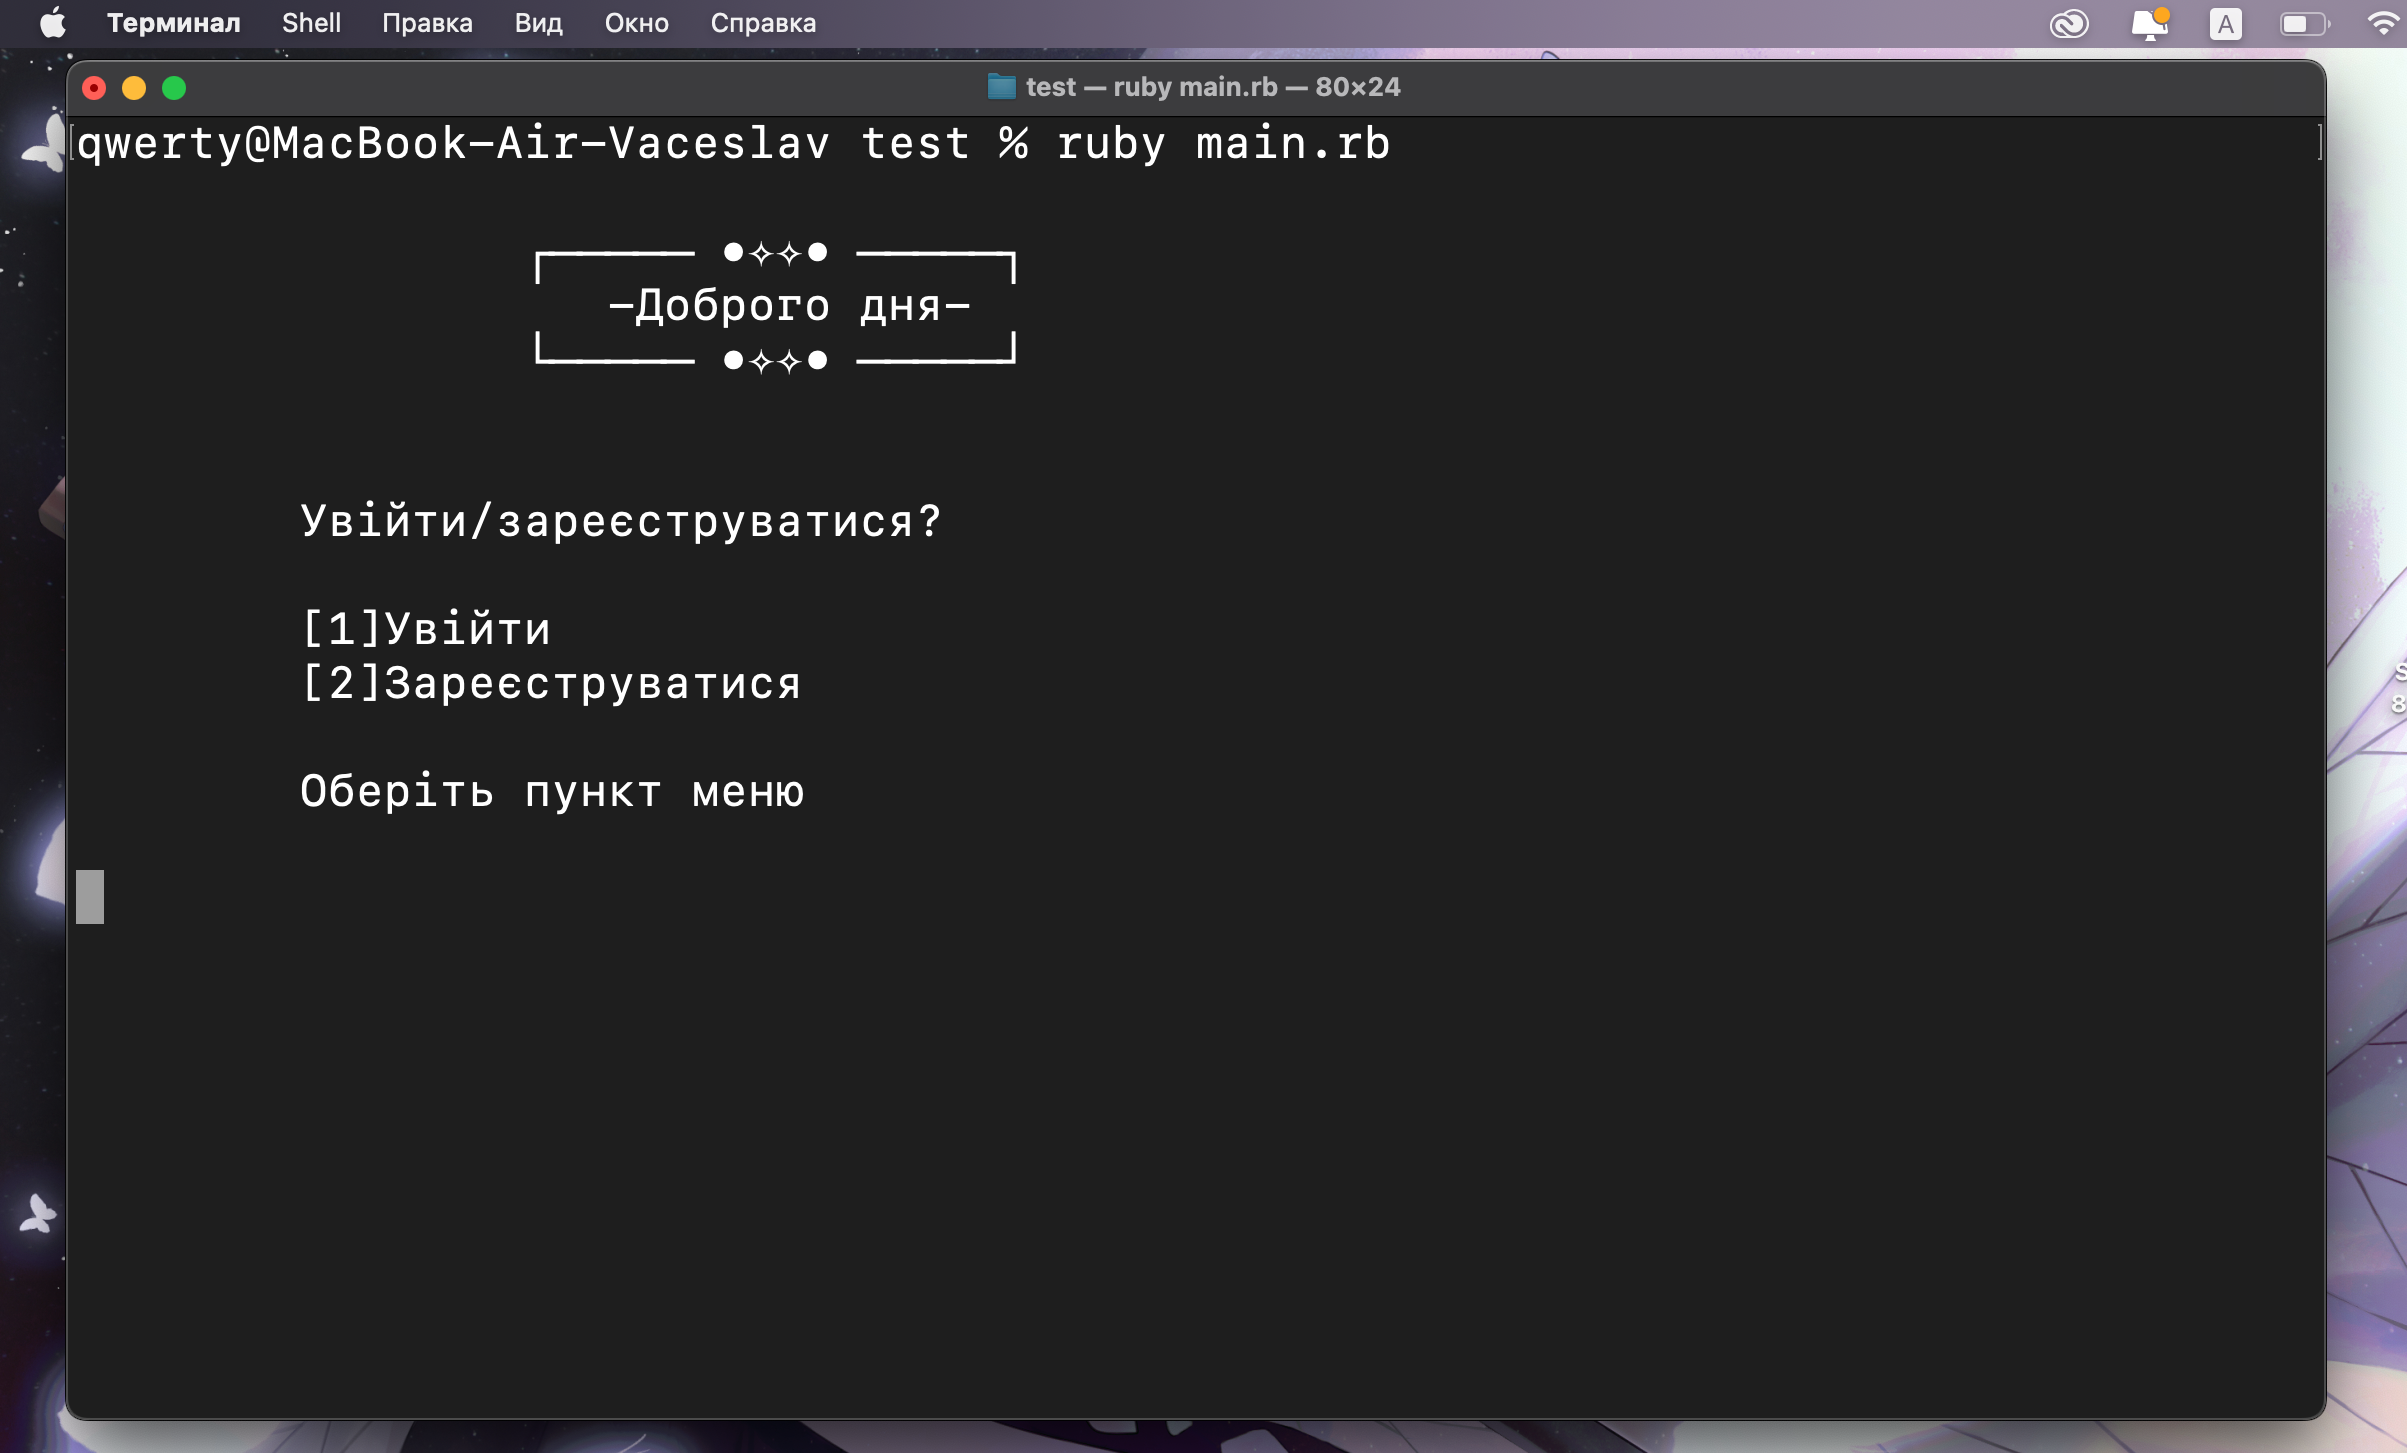 Терминал Shell Правка Вид Окно Справка A
test — ruby main.rb — 80×24
qwerty@MacBook-Air-Vaceslav test % ruby main.rb
-Доброго дня-
Увійти/зареєструватися?
[1]Увійти
[2]Зареєструватися
Оберіть пункт меню
S
8